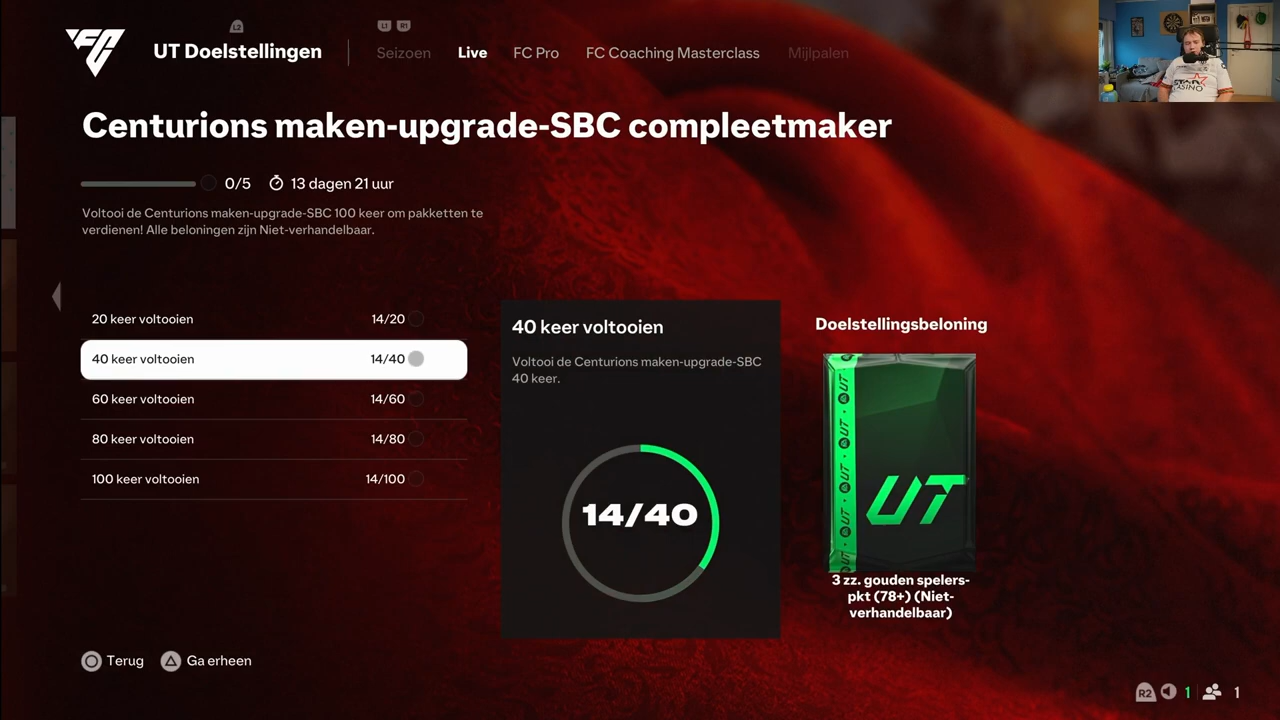 L2
L1 R1
UT Doelstellingen
Seizoen Live FC Pro FC Coaching Masterclass Mijlpalen
Centurions maken-upgrade-SBC compleetmaker
0/5 13 dagen 21 uur
Voltooi de Centurions maken-upgrade-SBC 100 keer om pakketten te
verdienen! Alle beloningen zijn Niet-verhandelbaar.
20 keer voltooien 14/20
40 keer voltooien 14/40
60 keer voltooien 14/60
80 keer voltooien 14/80
100 keer voltooien 14/100
40 keer voltooien
Voltooi de Centurions maken-upgrade-SBC
40 keer.
14/40
Doelstellingsbeloning
UT
3 zz. gouden spelers-
pkt (78+) (Niet-
verhandelbaar)
Terug Ga erheen
R2 1 1